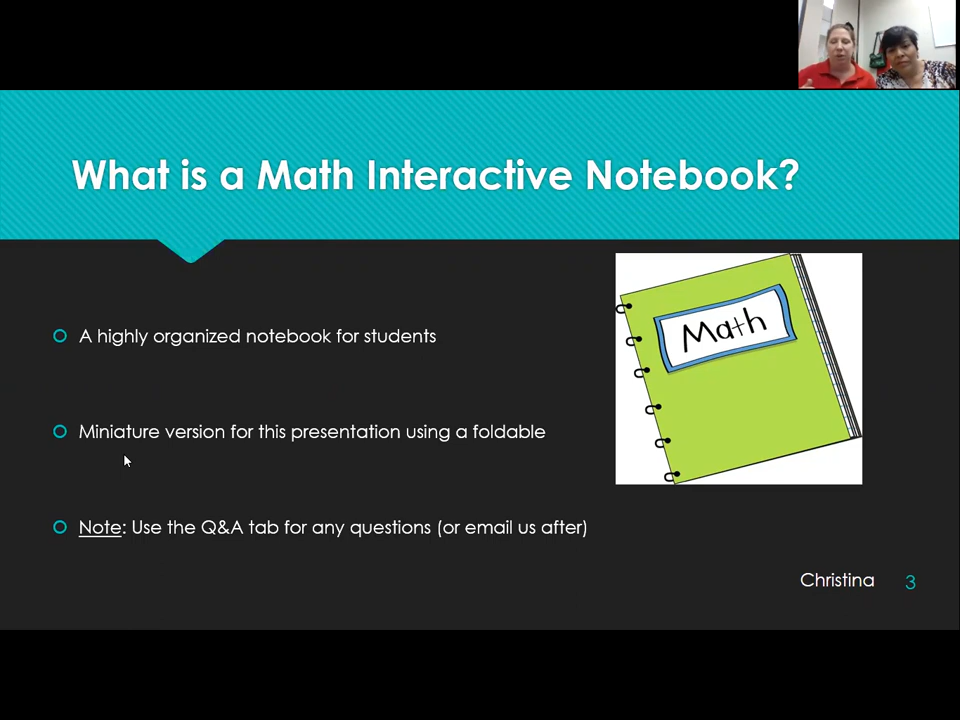 What is a Math Interactive Notebook?
Math
A highly organized notebook for students
Miniature version for this presentation using a foldable
Note: Use the Q&A tab for any questions (or email us after)
Christina
3